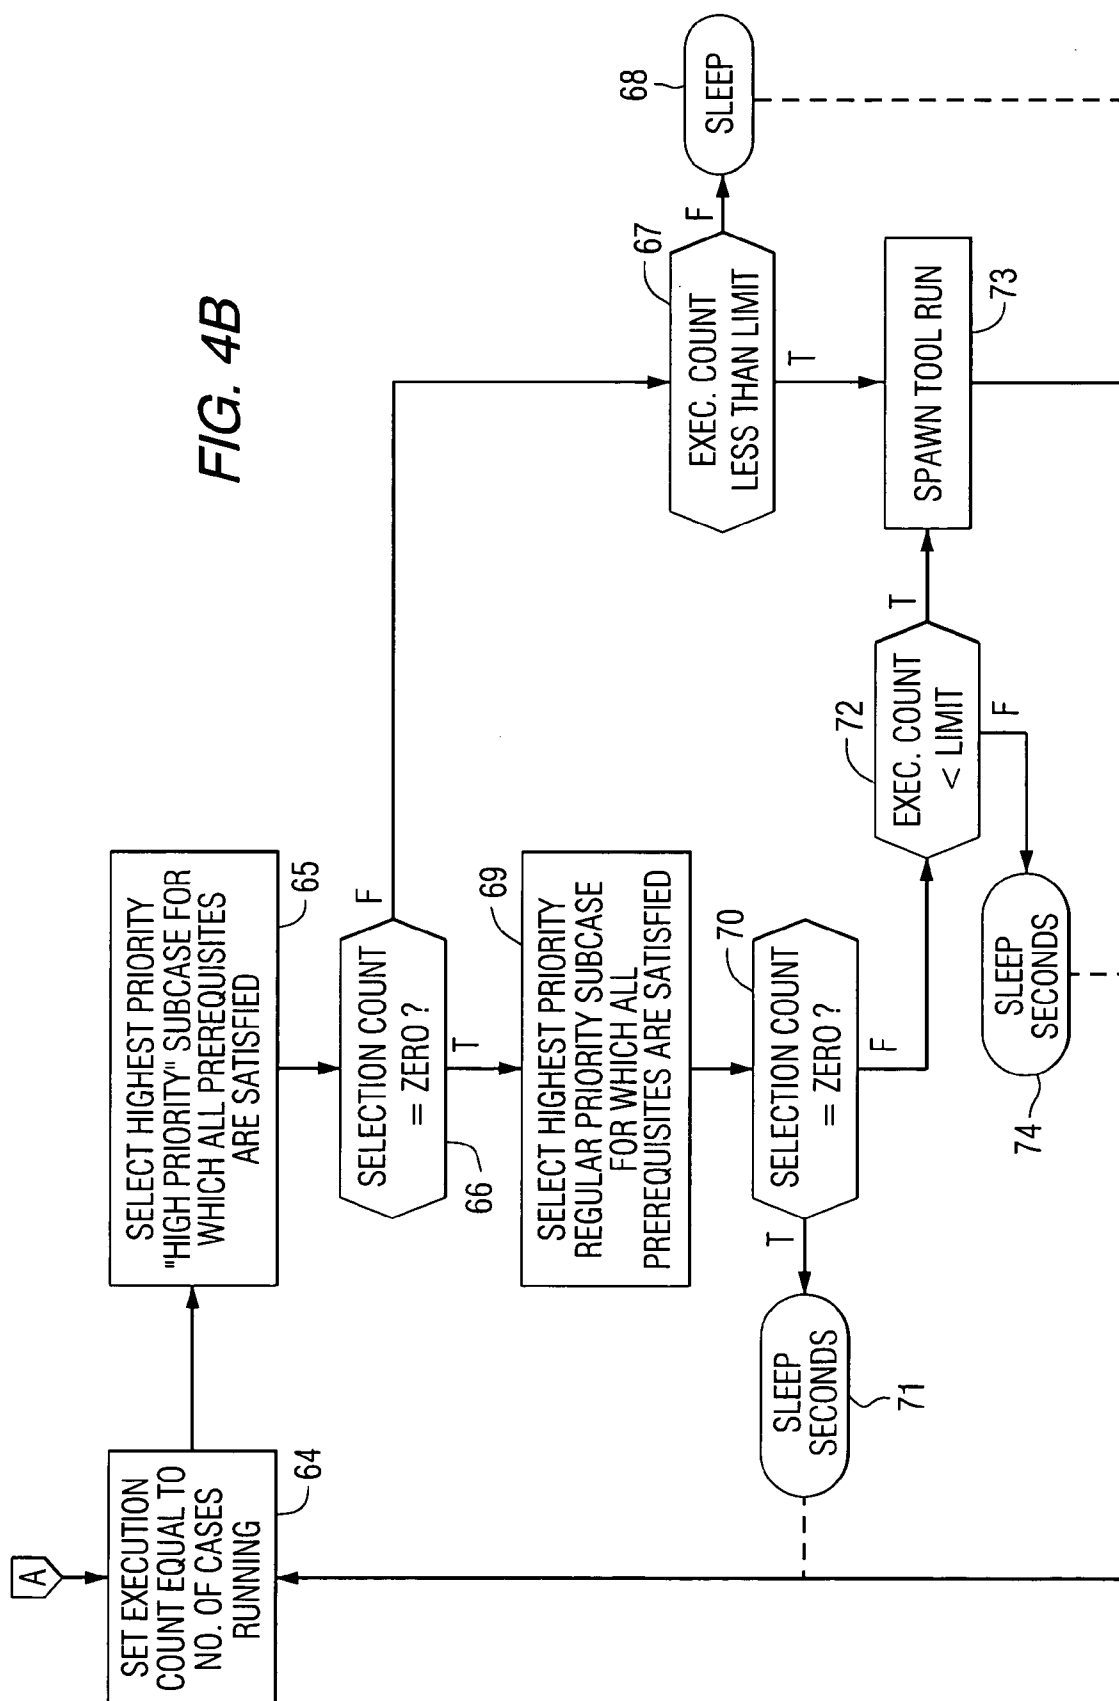 FIG. 4B
A
SET EXECUTION
COUNT EQUAL TO
NO. OF CASES
RUNNING
64
SELECT HIGHEST PRIORITY
"HIGH PRIORITY" SUBCASE FOR
WHICH ALL PREREQUISITES
ARE SATISFIED
65
SELECTION COUNT
= ZERO?
66
F
T
EXEC. COUNT
LESS THAN LIMIT
67
F
T
SLEEP
68
SELECT HIGHEST PRIORITY
REGULAR PRIORITY SUBCASE
FOR WHICH ALL
PREREQUISITES ARE SATISFIED
69
SELECTION COUNT
= ZERO?
70
T
F
SLEEP
SECONDS
71
EXEC. COUNT
< LIMIT
72
T
F
SPAWN TOOL RUN
73
SLEEP
SECONDS
74